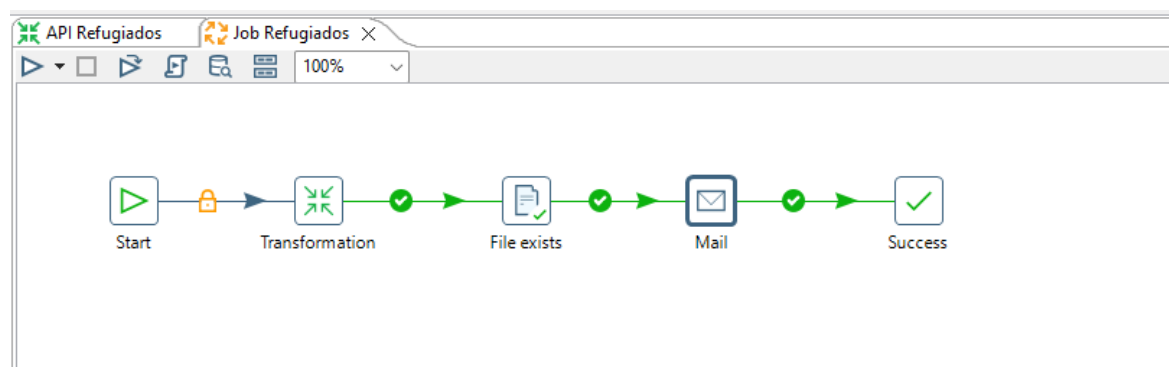 API Refugiados
Job Refugiados
100%
Start
Transformation
File exists
Mail
Success